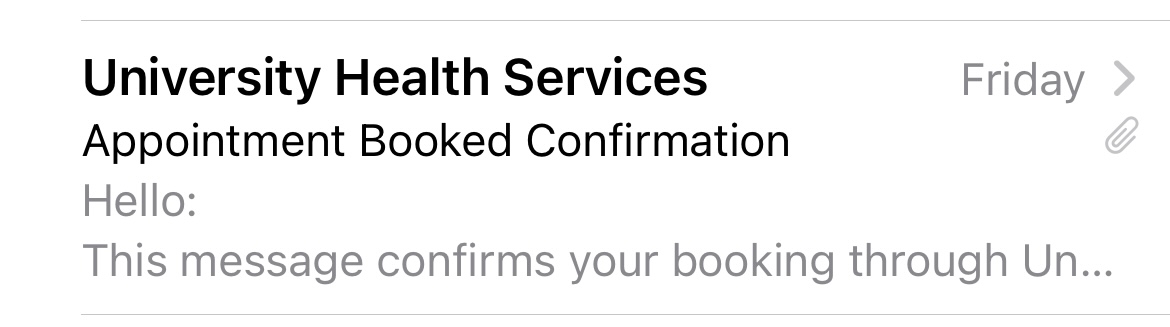 University Health Services Friday
Appointment Booked Confirmation
Hello:
This message confirms your booking through Un...